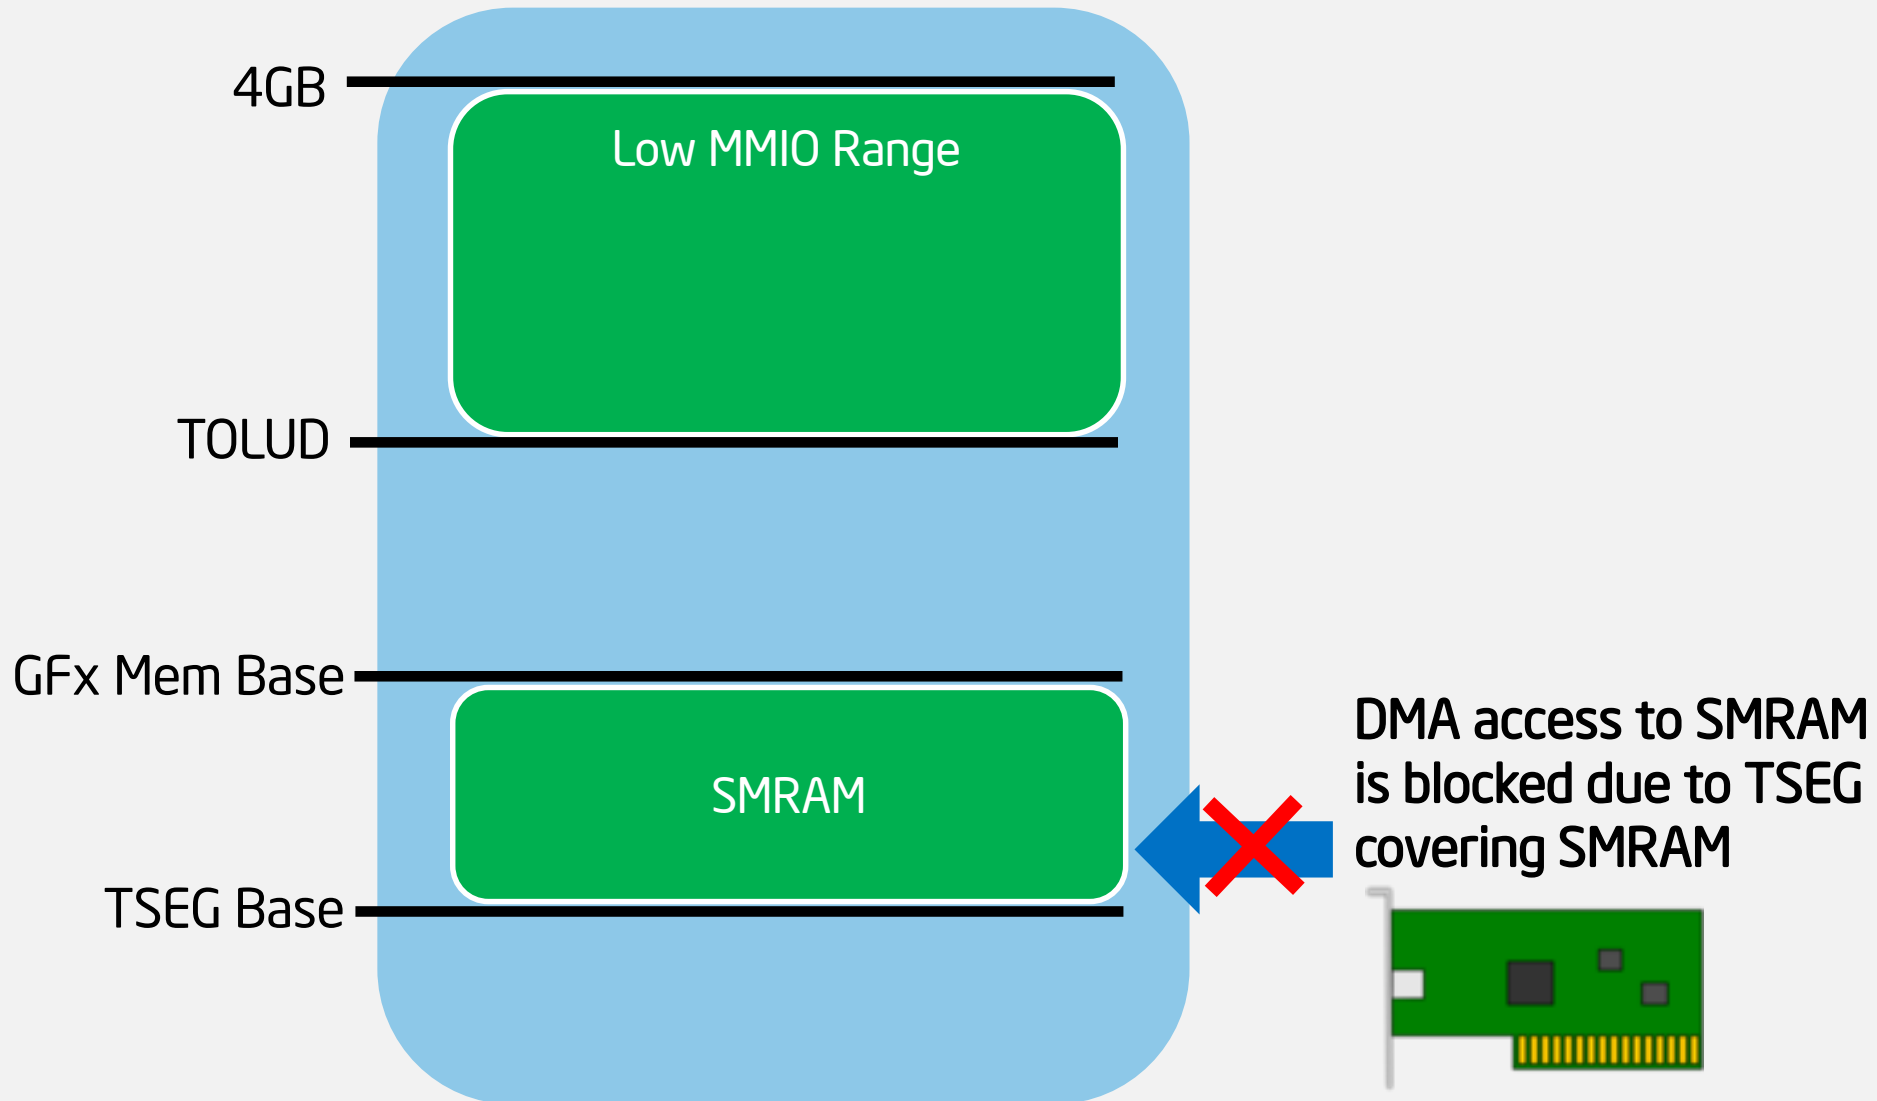 4GB
Low MMIO Range
TOLUD
GFx Mem Base
SMRAM
DMA access to SMRAM
is blocked due to TSEG
covering SMRAM
TSEG Base